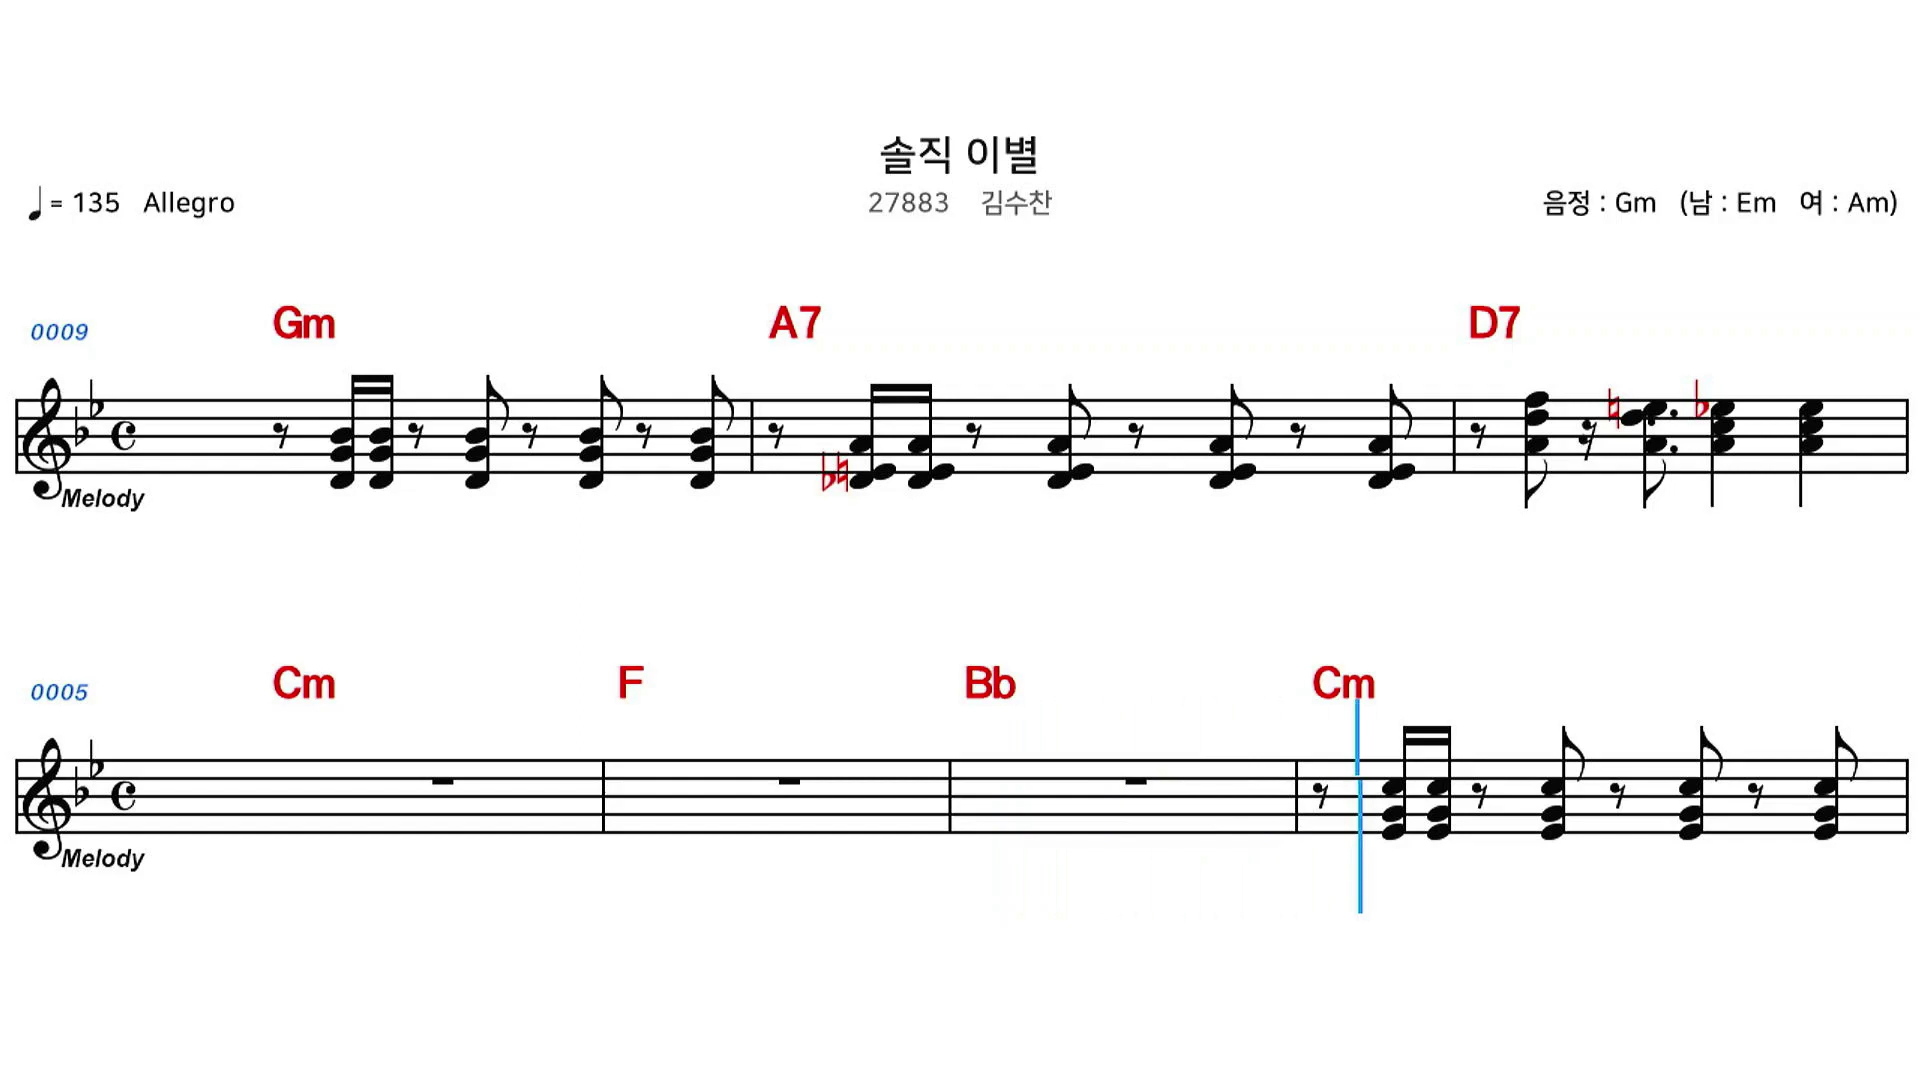 솔직 이별
♩= 135 Allegro
27883 김수찬
음정 : Gm (남 : Em 여 : Am)
0009 Gm A7 D7
Melody
0005 Cm F Bb Cm
Melody